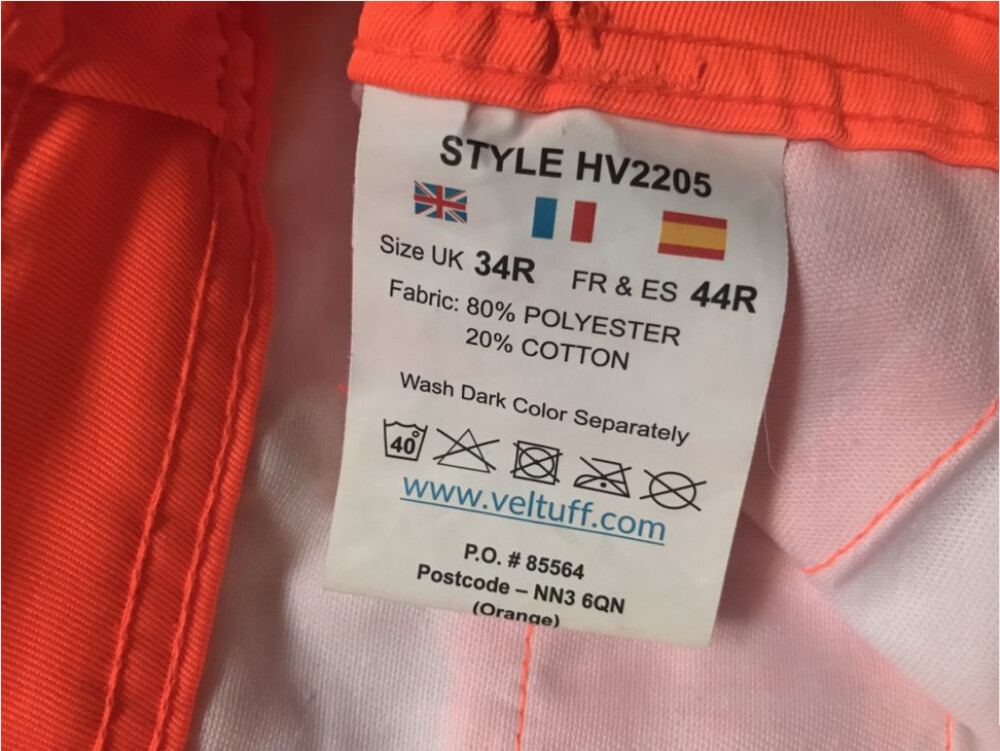 STYLE HV2205
Size UK 34R FR & ES 44R
Fabric: 80% POLYESTER
20% COTTON
Wash Dark Color Separately
40°
www.veltuff.com
P.O. # 85564
Postcode – NN3 6QN
(Orange)